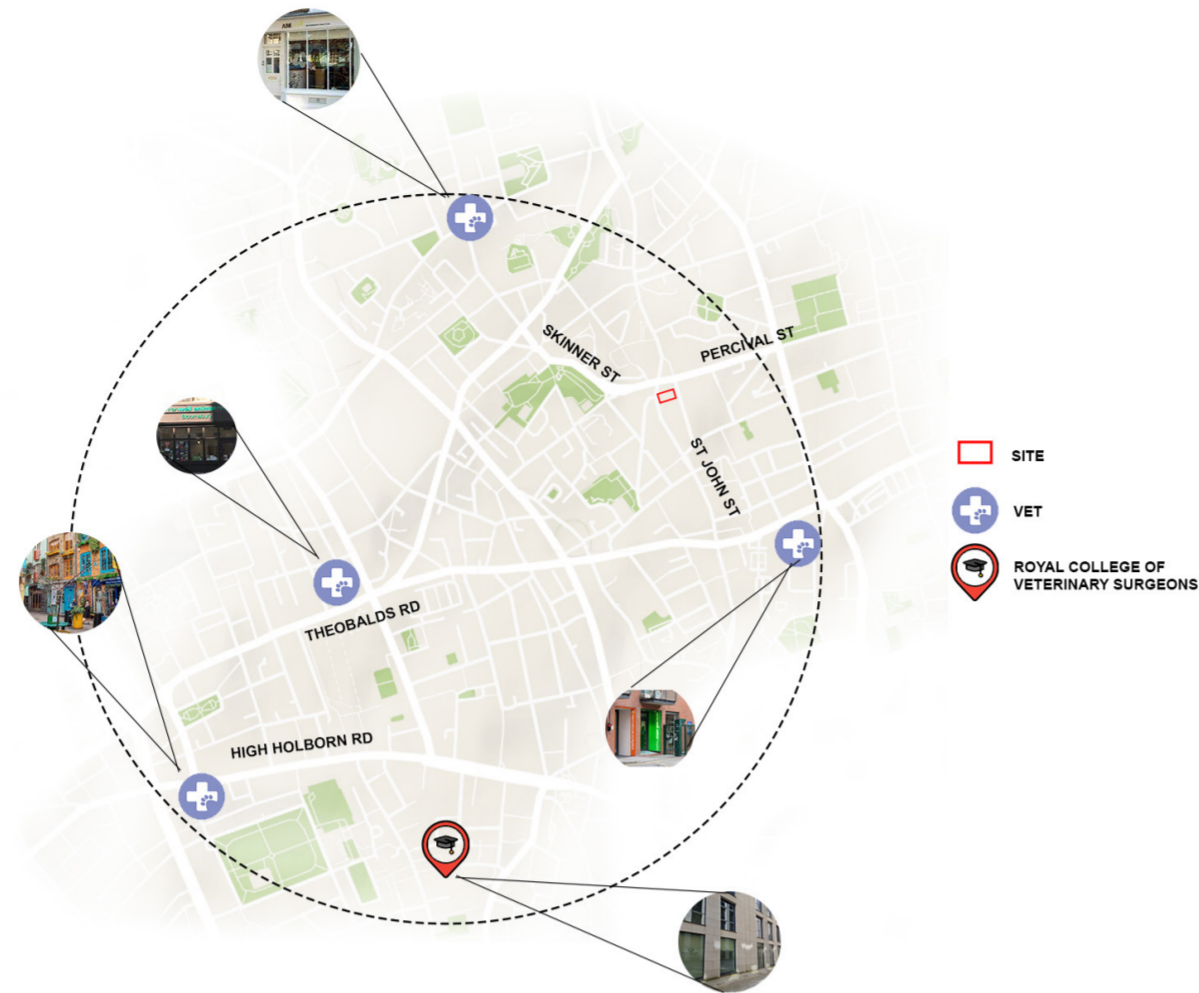 SKINNER ST
PERCIVAL ST
ST JOHN ST
THEOBALDS RD
HIGH HOLBORN RD
SITE
VET
ROYAL COLLEGE OF
VETERINARY SURGEONS